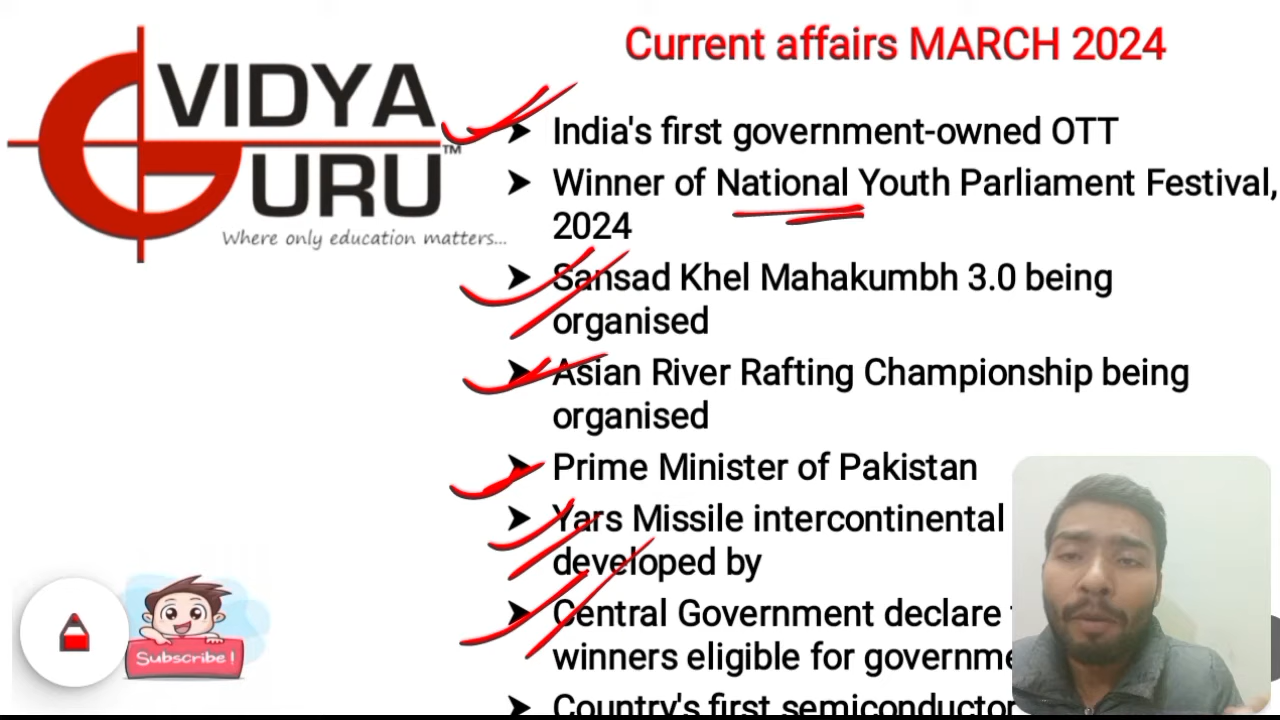 Current affairs MARCH 2024
VIDYA
GURU™
Where only education matters...
India's first government-owned OTT
Winner of National Youth Parliament Festival,
2024
Sansad Khel Mahakumbh 3.0 being
organised
Asian River Rafting Championship being
organised
Prime Minister of Pakistan
Yars Missile intercontinental
developed by
Central Government declare
winners eligible for governme
Country's first semiconductor
Subscribe !